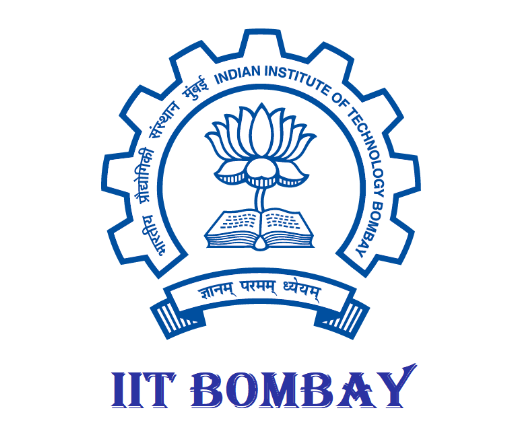 भारतीय प्रौद्योगिकी संस्थान मुंबई INDIAN INSTITUTE OF TECHNOLOGY BOMBAY
ज्ञानम् परमम् ध्येयम्
IIT BOMBAY